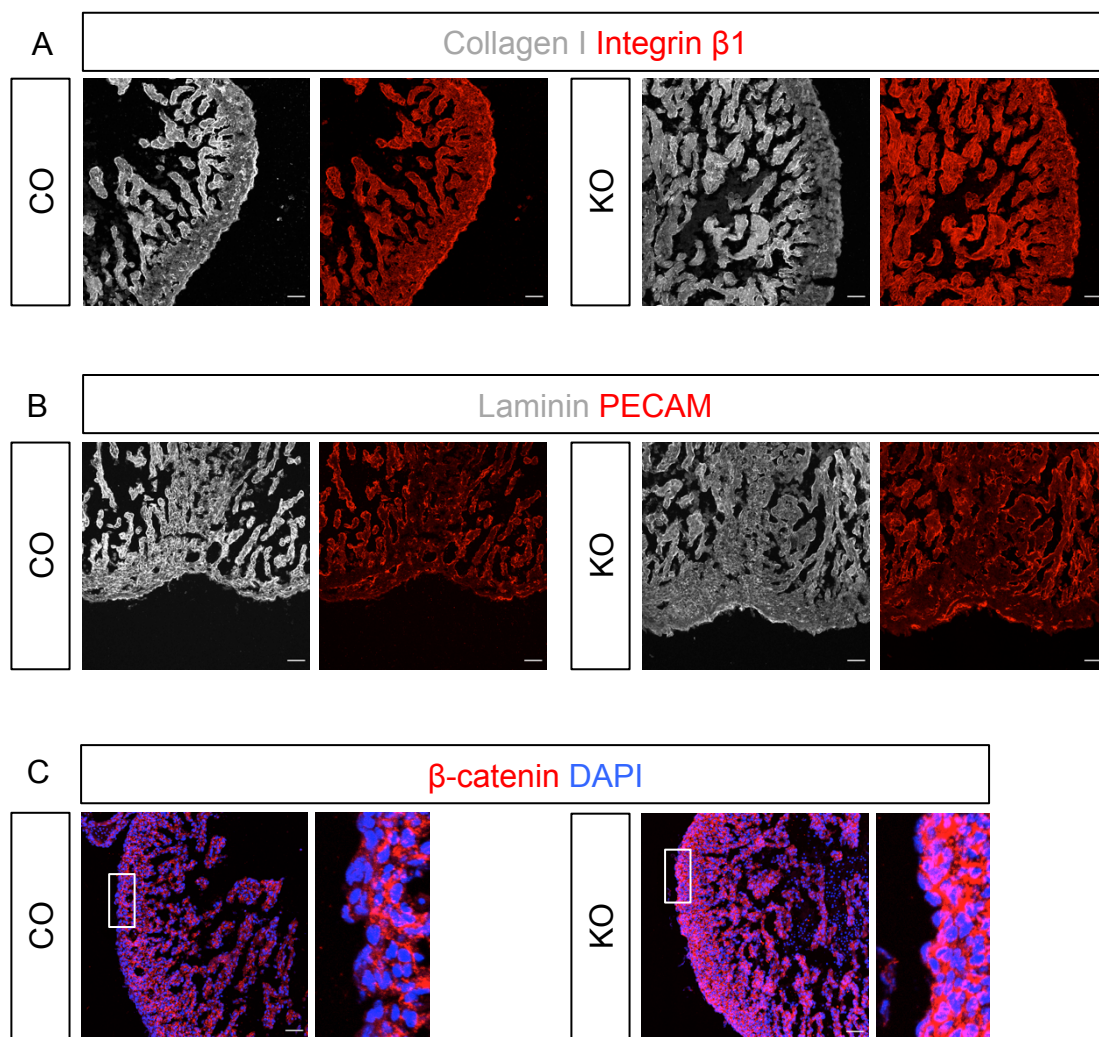 A
Collagen I Integrin β1
CO
KO
B
Laminin PECAM
CO
KO
C
β-catenin DAPI
CO
KO